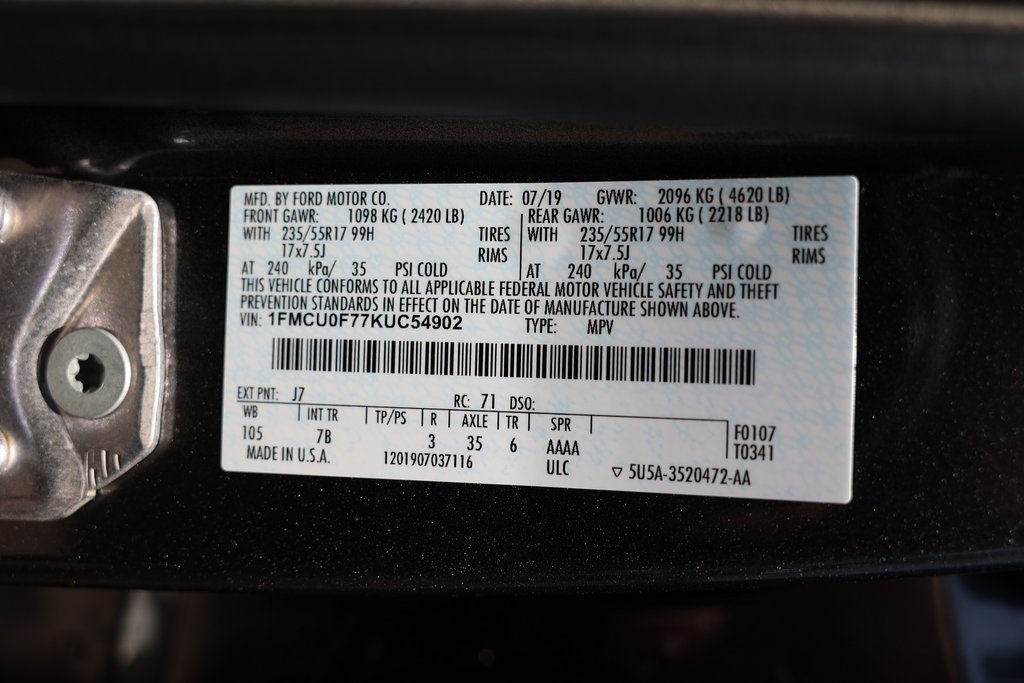 MFD. BY FORD MOTOR CO. DATE: 07/19 GVWR: 2096 KG ( 4620 LB)
FRONT GAWR: 1098 KG ( 2420 LB) REAR GAWR: 1006 KG ( 2218 LB)
WITH 235/55R17 99H TIRES WITH 235/55R17 99H TIRES
17x7.5J RIMS 17x7.5J RIMS
AT 240 kPa/ 35 PSI COLD AT 240 kPa/ 35 PSI COLD
THIS VEHICLE CONFORMS TO ALL APPLICABLE FEDERAL MOTOR VEHICLE SAFETY AND THEFT
PREVENTION STANDARDS IN EFFECT ON THE DATE OF MANUFACTURE SHOWN ABOVE.
VIN: 1FMCU0F77KUC54902 TYPE: MPV
EXT PNT: J7 RC: 71 DSO:
WB INT TR TP/PS R AXLE TR SPR
105 7B 3 35 6 AAAA F0107
T0341
MADE IN U.S.A. 1201907037116 ULC 5U5A-3520472-AA